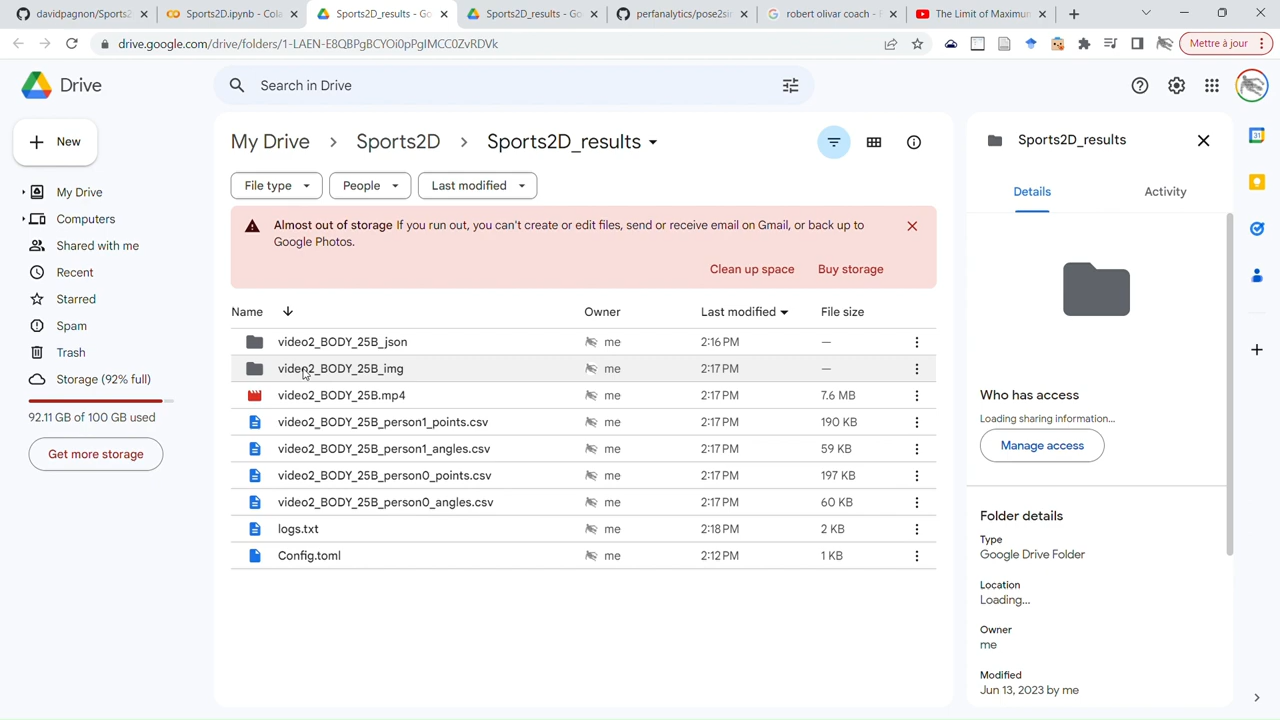 davidpagnon/Sports2
Sports2D.ipynb - Cola
Sports2D_results - Go
Sports2D_results - Go
perfanalytics/pose2si
robert olivar coach -
The Limit of Maximum
Mettre à jour
Drive
Search in Drive
New
My Drive
Computers
Shared with me
Recent
Starred
Spam
Trash
Storage (92% full)
92.11 GB of 100 GB used
Get more storage
My Drive > Sports2D > Sports2D_results
File type
People
Last modified
Almost out of storage If you run out, you can't create or edit files, send or receive email on Gmail, or back up to
Google Photos.
Clean up space
Buy storage
Name Owner Last modified File size
video2_BODY_25B_json me 2:16 PM —
video2_BODY_25B_img me 2:17 PM —
video2_BODY_25B.mp4 me 2:17 PM 7.6 MB
video2_BODY_25B_person1_points.csv me 2:17 PM 190 KB
video2_BODY_25B_person1_angles.csv me 2:17 PM 59 KB
video2_BODY_25B_person0_points.csv me 2:17 PM 197 KB
video2_BODY_25B_person0_angles.csv me 2:17 PM 60 KB
logs.txt me 2:18 PM 2 KB
Config.toml me 2:12 PM 1 KB
Sports2D_results
Details
Activity
Who has access
Loading sharing information...
Manage access
Folder details
Type
Google Drive Folder
Location
Loading...
Owner
me
Modified
Jun 13, 2023 by me
31